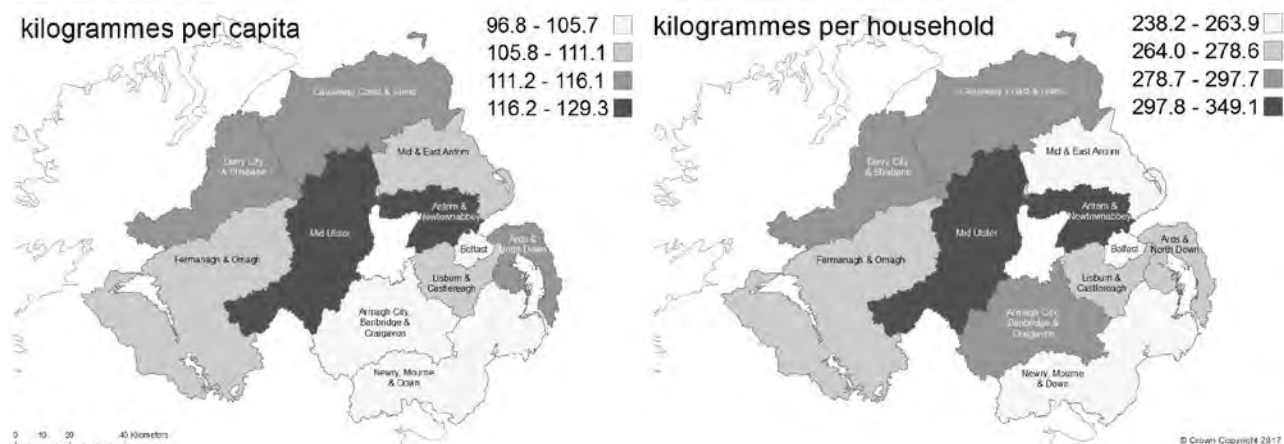 kilogrammes per capita
96.8 - 105.7
105.8 - 111.1
111.2 - 116.1
116.2 - 129.3
Causeway Coast & Glens
Derry City
& Strabane
Mid & East Antrim
Antrim &
Newtownabbey
Mid Ulster
Belfast
Ards &
North Down
Fermanagh & Omagh
Lisburn &
Castlereagh
Armagh City,
Banbridge &
Craigavon
Newry, Mourne
& Down
0 10 20 40 Kilometers
kilogrammes per household
238.2 - 263.9
264.0 - 278.6
278.7 - 297.7
297.8 - 349.1
Causeway Coast & Glens
Derry City
& Strabane
Mid & East Antrim
Antrim &
Newtownabbey
Mid Ulster
Belfast
Ards &
North Down
Fermanagh & Omagh
Lisburn &
Castlereagh
Armagh City,
Banbridge &
Craigavon
Newry, Mourne
& Down
© Crown Copyright 2017